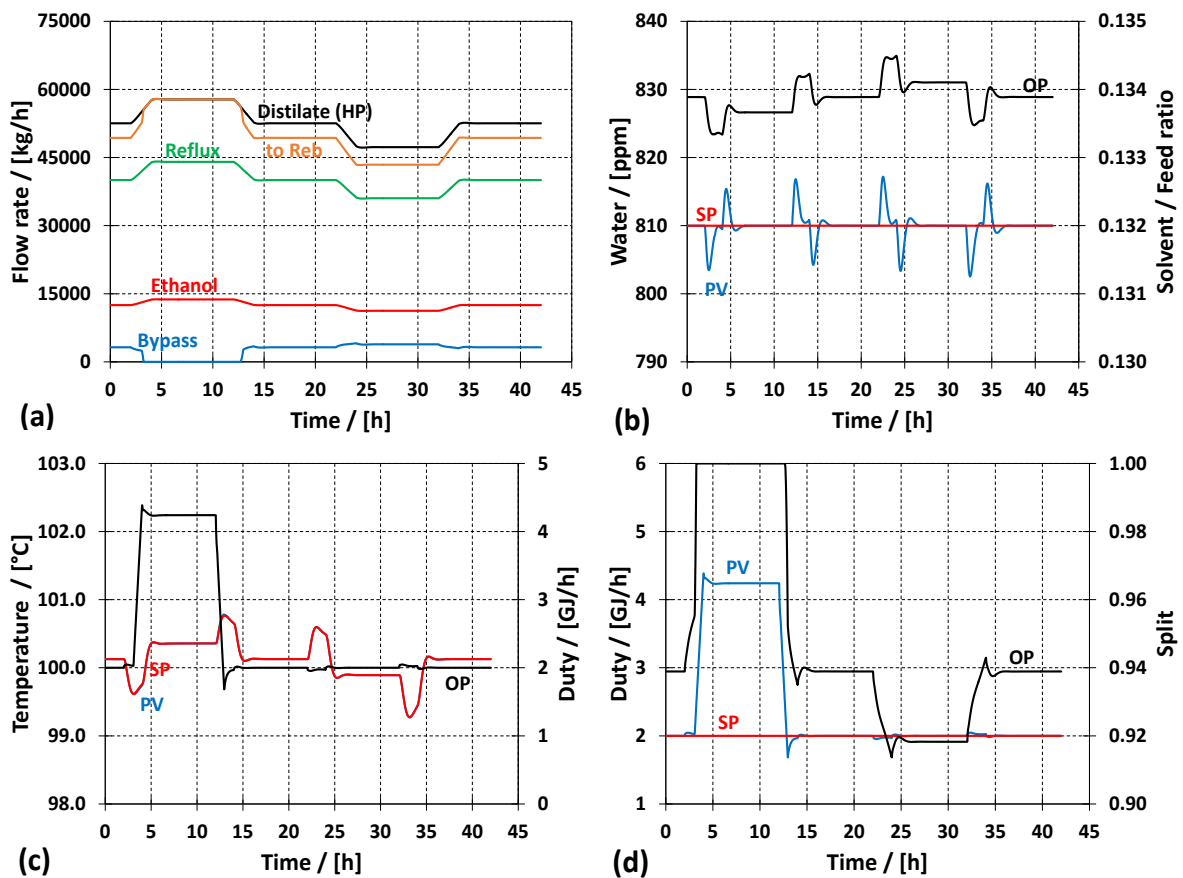 75000
60000
45000
30000
15000
0
Flow rate / [kg/h]
Distilate (HP)
to Reb
Reflux
Ethanol
Bypass
0 5 10 15 20 25 30 35 40 45
Time / [h]
(a)
840
830
820
810
800
790
Water / [ppm]
OP
SP
PV
0.135
0.134
0.133
0.132
0.131
0.130
Solvent / Feed ratio
0 5 10 15 20 25 30 35 40 45
Time / [h]
(b)
103.0
102.0
101.0
100.0
99.0
98.0
Temperature / [°C]
SP
PV
OP
5
4
3
2
1
0
Duty / [GJ/h]
0 5 10 15 20 25 30 35 40 45
Time / [h]
(c)
6
5
4
3
2
1
Duty / [GJ/h]
PV
OP
SP
1.00
0.98
0.96
0.94
0.92
0.90
Split
0 5 10 15 20 25 30 35 40 45
Time / [h]
(d)